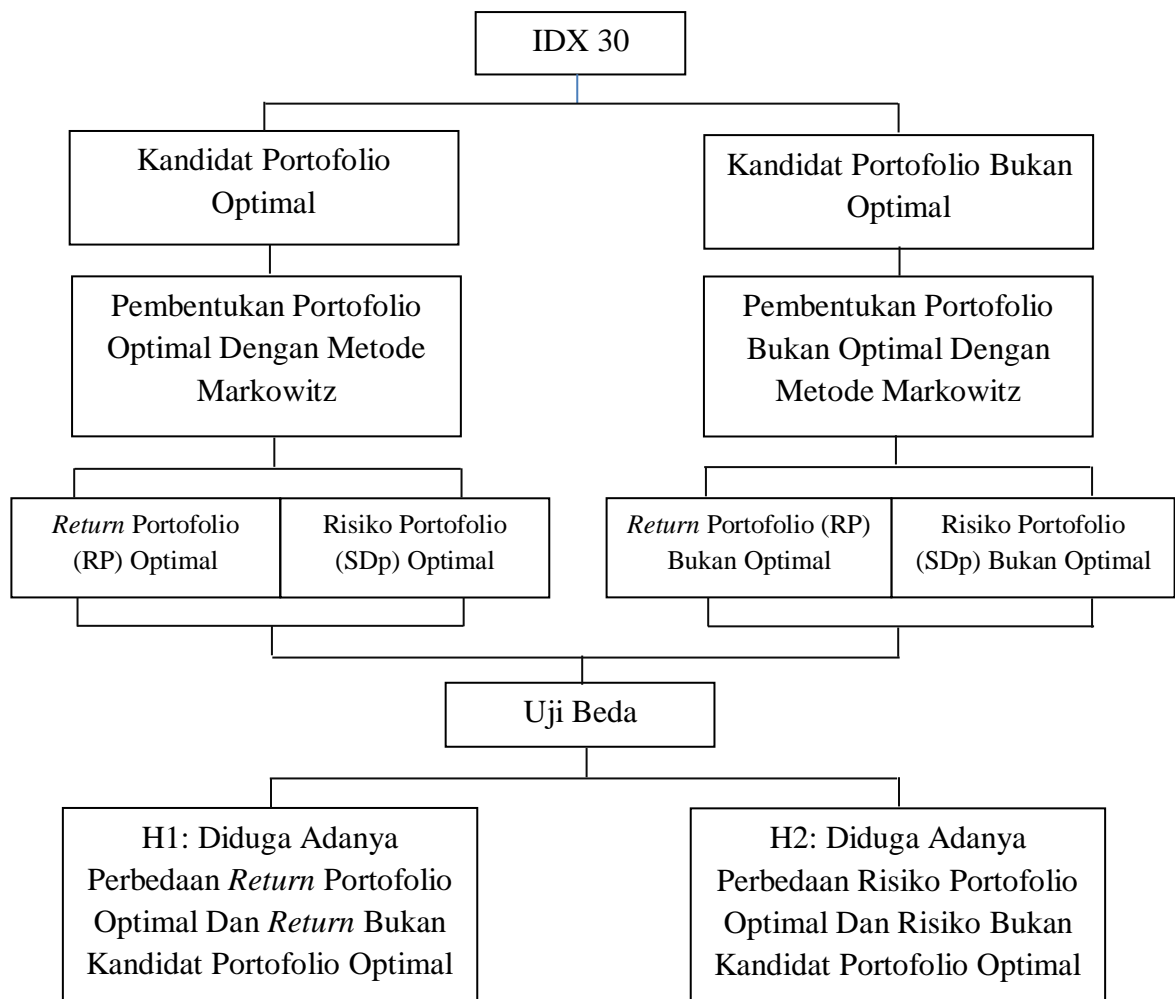 IDX 30
Kandidat Portofolio
Optimal
Kandidat Portofolio Bukan
Optimal
Pembentukan Portofolio
Optimal Dengan Metode
Markowitz
Pembentukan Portofolio
Bukan Optimal Dengan
Metode Markowitz
Return Portofolio
(RP) Optimal
Risiko Portofolio
(SDp) Optimal
Return Portofolio (RP)
Bukan Optimal
Risiko Portofolio
(SDp) Bukan Optimal
Uji Beda
H1: Diduga Adanya
Perbedaan Return Portofolio
Optimal Dan Return Bukan
Kandidat Portofolio Optimal
H2: Diduga Adanya
Perbedaan Risiko Portofolio
Optimal Dan Risiko Bukan
Kandidat Portofolio Optimal